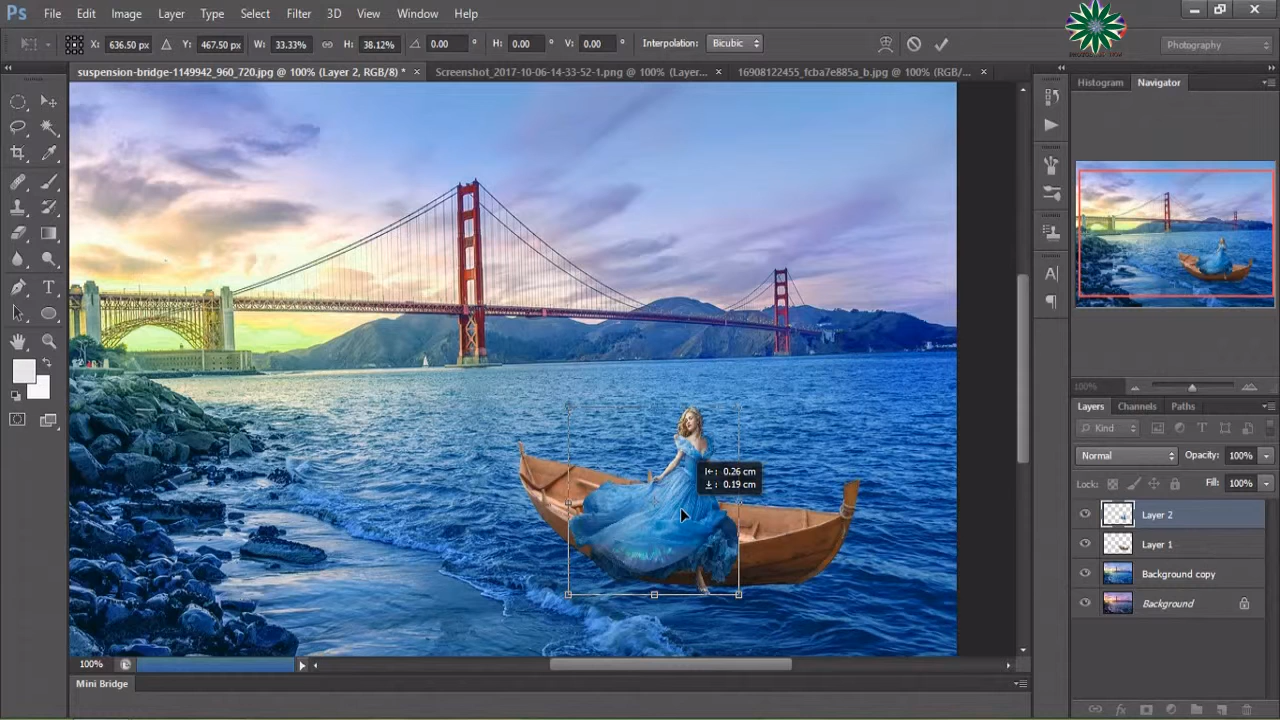 Ps File Edit Image Layer Type Select Filter 3D View Window Help
X: 636.50 px Y: 467.50 px W: 33.33% H: 38.12% 0.00 ° H: 0.00 ° V: 0.00 ° Interpolation: Bicubic Photography
suspension-bridge-1149942_960_720.jpg @ 100% (Layer 2, RGB/8) * × Screenshot_2017-10-06-14-33-52-1.png @ 100% (Layer... × 16908122455_fcba7e885a_b.jpg @ 100% (RGB/... ×
Histogram Navigator
100%
Layers Channels Paths
Kind
Normal Opacity: 100%
Lock: Fill: 100%
Layer 2
Layer 1
Background copy
Background
0.26 cm
0.19 cm
100%
Mini Bridge